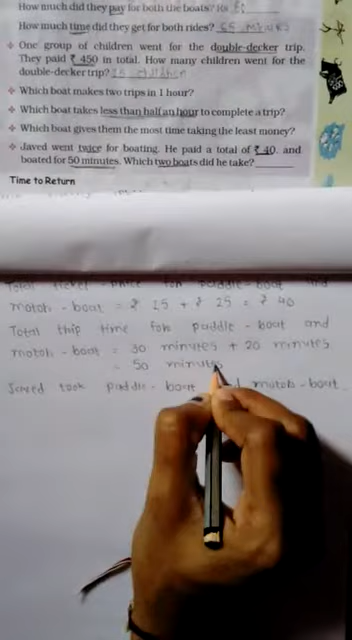 How much did they pay for both the boats? Rs
How much time did they get for both rides? 55 minutes
❖ One group of children went for the double-decker trip.
They paid ₹ 450 in total. How many children went for the
double-decker trip? children
❖ Which boat makes two trips in 1 hour?
❖ Which boat takes less than half an hour to complete a trip?
❖ Which boat gives them the most time taking the least money?
❖ Javed went twice for boating. He paid a total of ₹ 40, and
boated for 50 minutes. Which two boats did he take?
Time to Return
Total ticket - price for paddle - boat and
motor - boat = ₹ 15 + ₹ 25 = ₹ 40
Total trip time for paddle - boat and
motor - boat = 30 minutes + 20 minutes
= 50 minutes
Javed took paddle - boat motor - boat